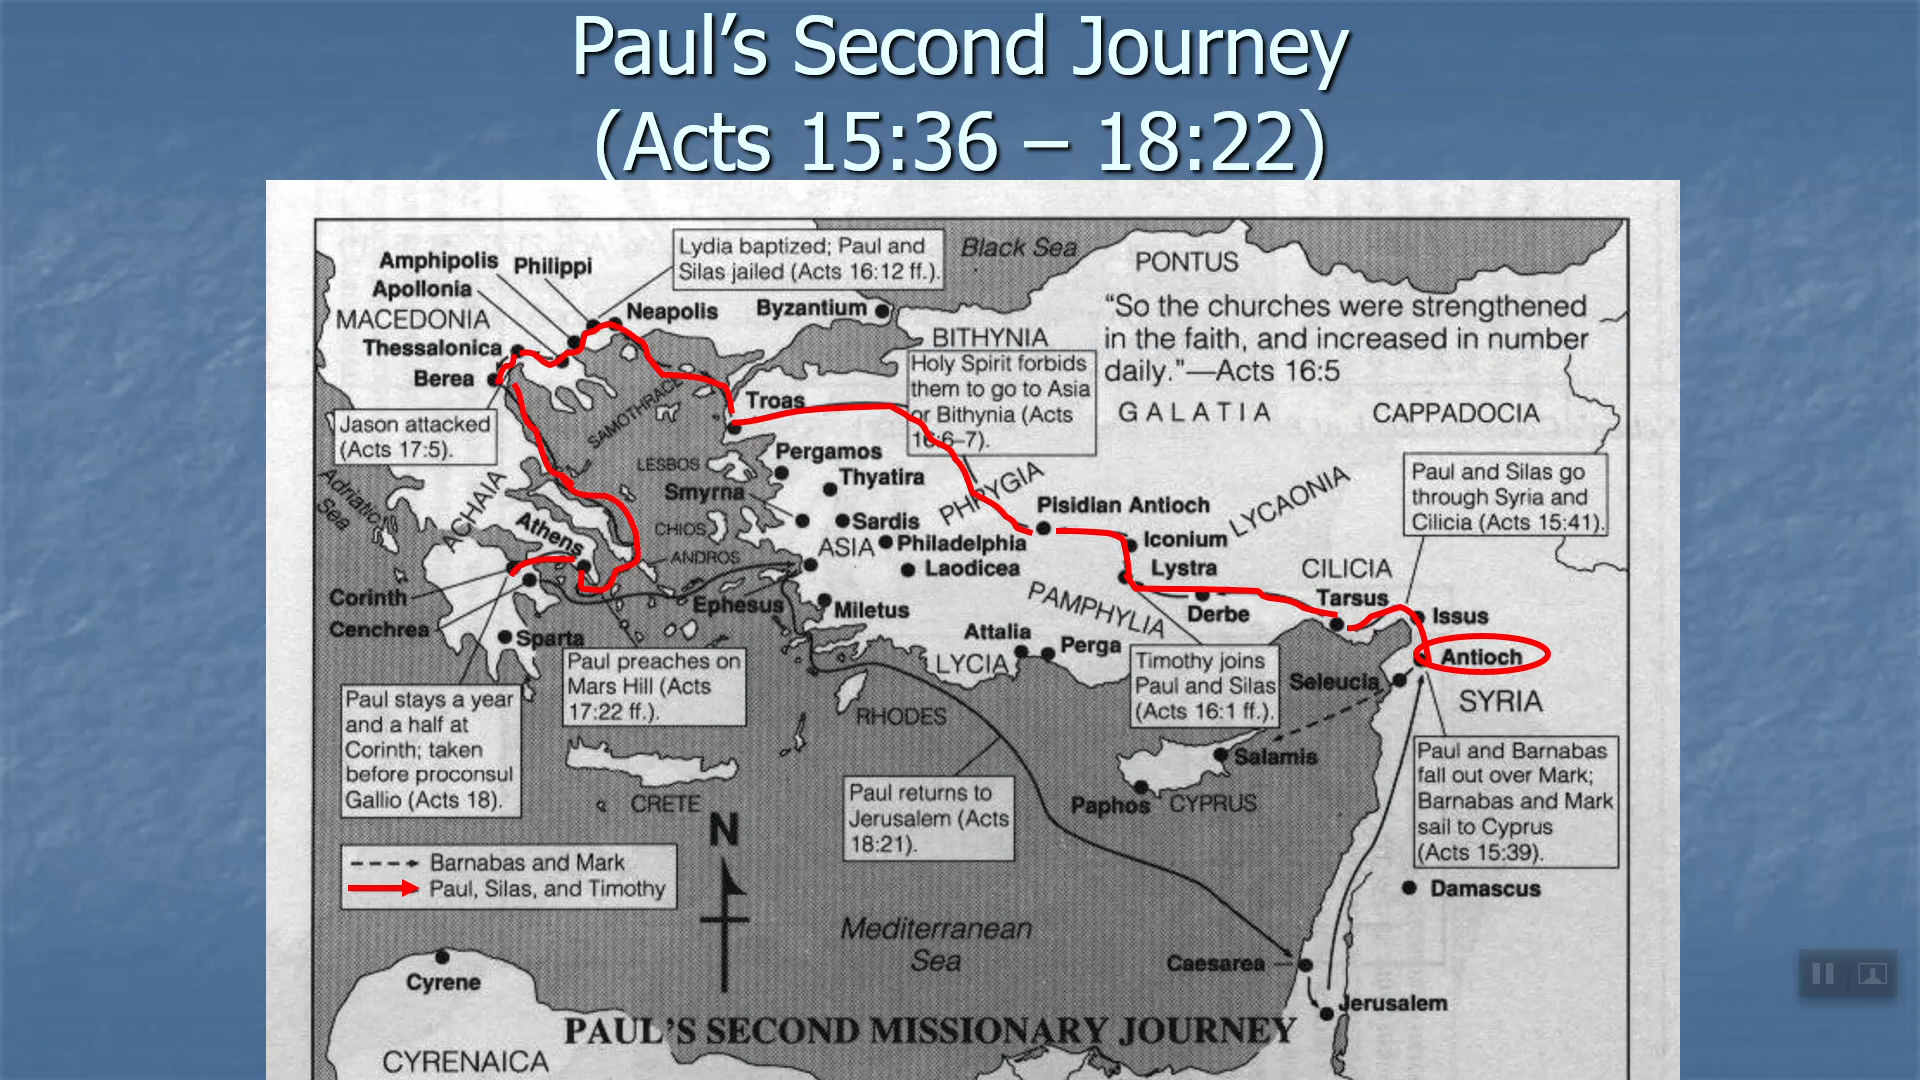 Paul’s Second Journey
(Acts 15:36 – 18:22)
Lydia baptized; Paul and
Silas jailed (Acts 16:12 ff.).
Black Sea
PONTUS
Amphipolis
Philippi
Apollonia
Neapolis
Byzantium
MACEDONIA
BITHYNIA
“So the churches were strengthened
in the faith, and increased in number
daily.”—Acts 16:5
Thessalonica
Berea
Holy Spirit forbids
them to go to Asia
or Bithynia (Acts
16:6–7).
SAMOTHRACE
Troas
GALATIA
CAPPADOCIA
Jason attacked
(Acts 17:5).
Pergamos
LESBOS
Thyatira
Smyrna
PHRYGIA
LYCAONIA
Paul and Silas go
through Syria and
Cilicia (Acts 15:41).
Adriatic
Sea
ACHAIA
Athens
CHIOS
Sardis
Pisidian Antioch
ASIA
Philadelphia
Iconium
ANDROS
Laodicea
Lystra
CILICIA
Tarsus
Corinth
Ephesus
Miletus
PAMPHYLIA
Derbe
Issus
Cenchrea
Sparta
Attalia
Perga
Antioch
LYCIA
Paul preaches on
Mars Hill (Acts
17:22 ff.).
Timothy joins
Paul and Silas
(Acts 16:1 ff.).
Seleucia
SYRIA
Paul stays a year
and a half at
Corinth; taken
before proconsul
Gallio (Acts 18).
RHODES
Salamis
Paul and Barnabas
fall out over Mark;
Barnabas and Mark
sail to Cyprus
(Acts 15:39).
CRETE
Paul returns to
Jerusalem (Acts
18:21).
Paphos
CYPRUS
N
Barnabas and Mark
Paul, Silas, and Timothy
Damascus
Mediterranean
Sea
Caesarea
Cyrene
Jerusalem
PAUL’S SECOND MISSIONARY JOURNEY
CYRENAICA